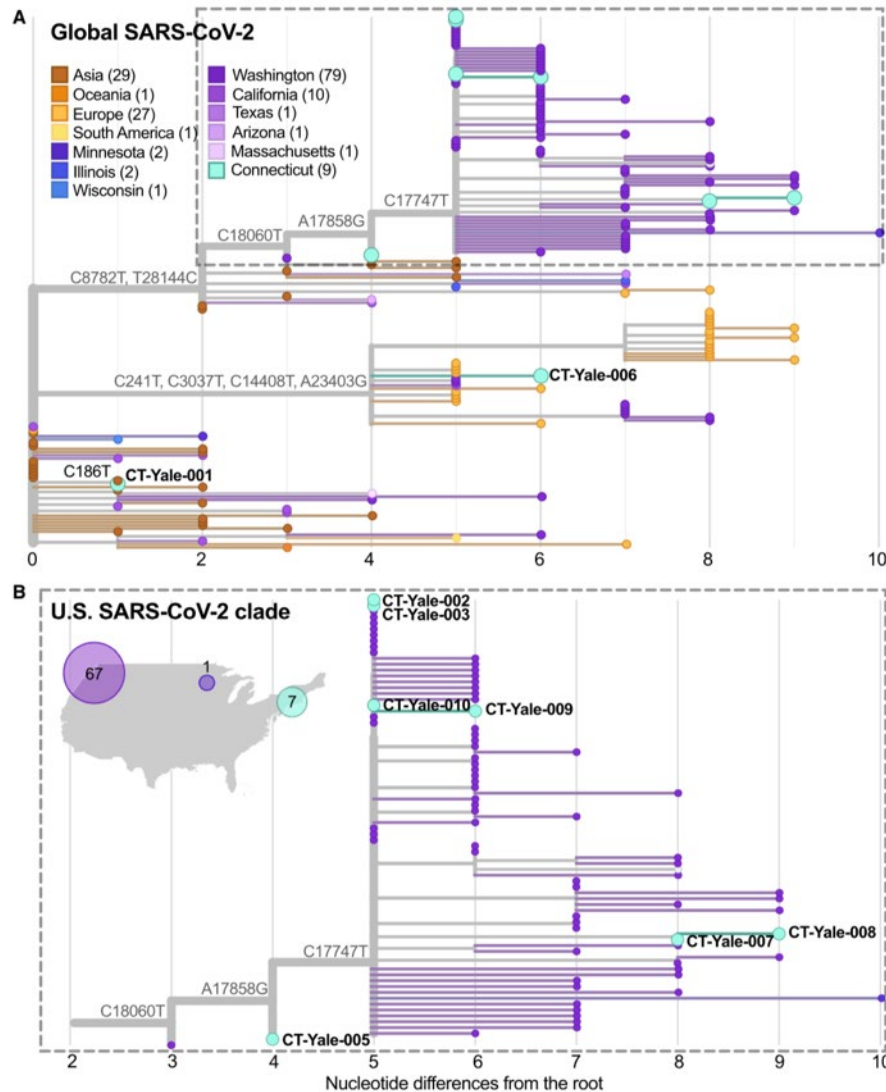 A
Global SARS-CoV-2
Asia (29)
Oceania (1)
Europe (27)
South America (1)
Minnesota (2)
Illinois (2)
Wisconsin (1)
Washington (79)
California (10)
Texas (1)
Arizona (1)
Massachusetts (1)
Connecticut (9)
C17747T
A17858G
C18060T
C8782T, T28144C
C241T, C3037T, C14408T, A23403G
CT-Yale-006
C186T
CT-Yale-001
0 2 4 6 8 10
B
U.S. SARS-CoV-2 clade
67
1
7
CT-Yale-002
CT-Yale-003
CT-Yale-010
CT-Yale-009
CT-Yale-008
CT-Yale-007
C17747T
A17858G
C18060T
CT-Yale-005
2 3 4 5 6 7 8 9 10
Nucleotide differences from the root